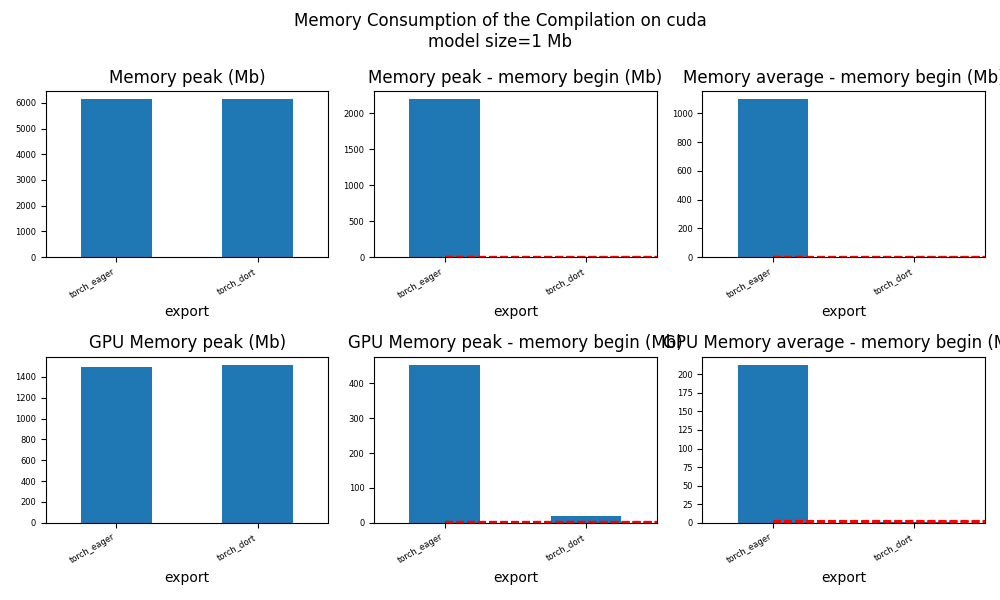 Memory Consumption of the Compilation on cuda
model size=1 Mb
Memory peak (Mb)
6000
5000
4000
3000
2000
1000
0
torch_eager
torch_dort
export
Memory peak - memory begin (Mb)
2000
1500
1000
500
0
torch_eager
torch_dort
export
Memory average - memory begin (Mb)
1000
800
600
400
200
0
torch_eager
torch_dort
export
GPU Memory peak (Mb)
1400
1200
1000
800
600
400
200
0
torch_eager
torch_dort
export
GPU Memory peak - memory begin (Mb)
400
300
200
100
0
torch_eager
torch_dort
export
GPU Memory average - memory begin (M
200
175
150
125
100
75
50
25
0
torch_eager
torch_dort
export